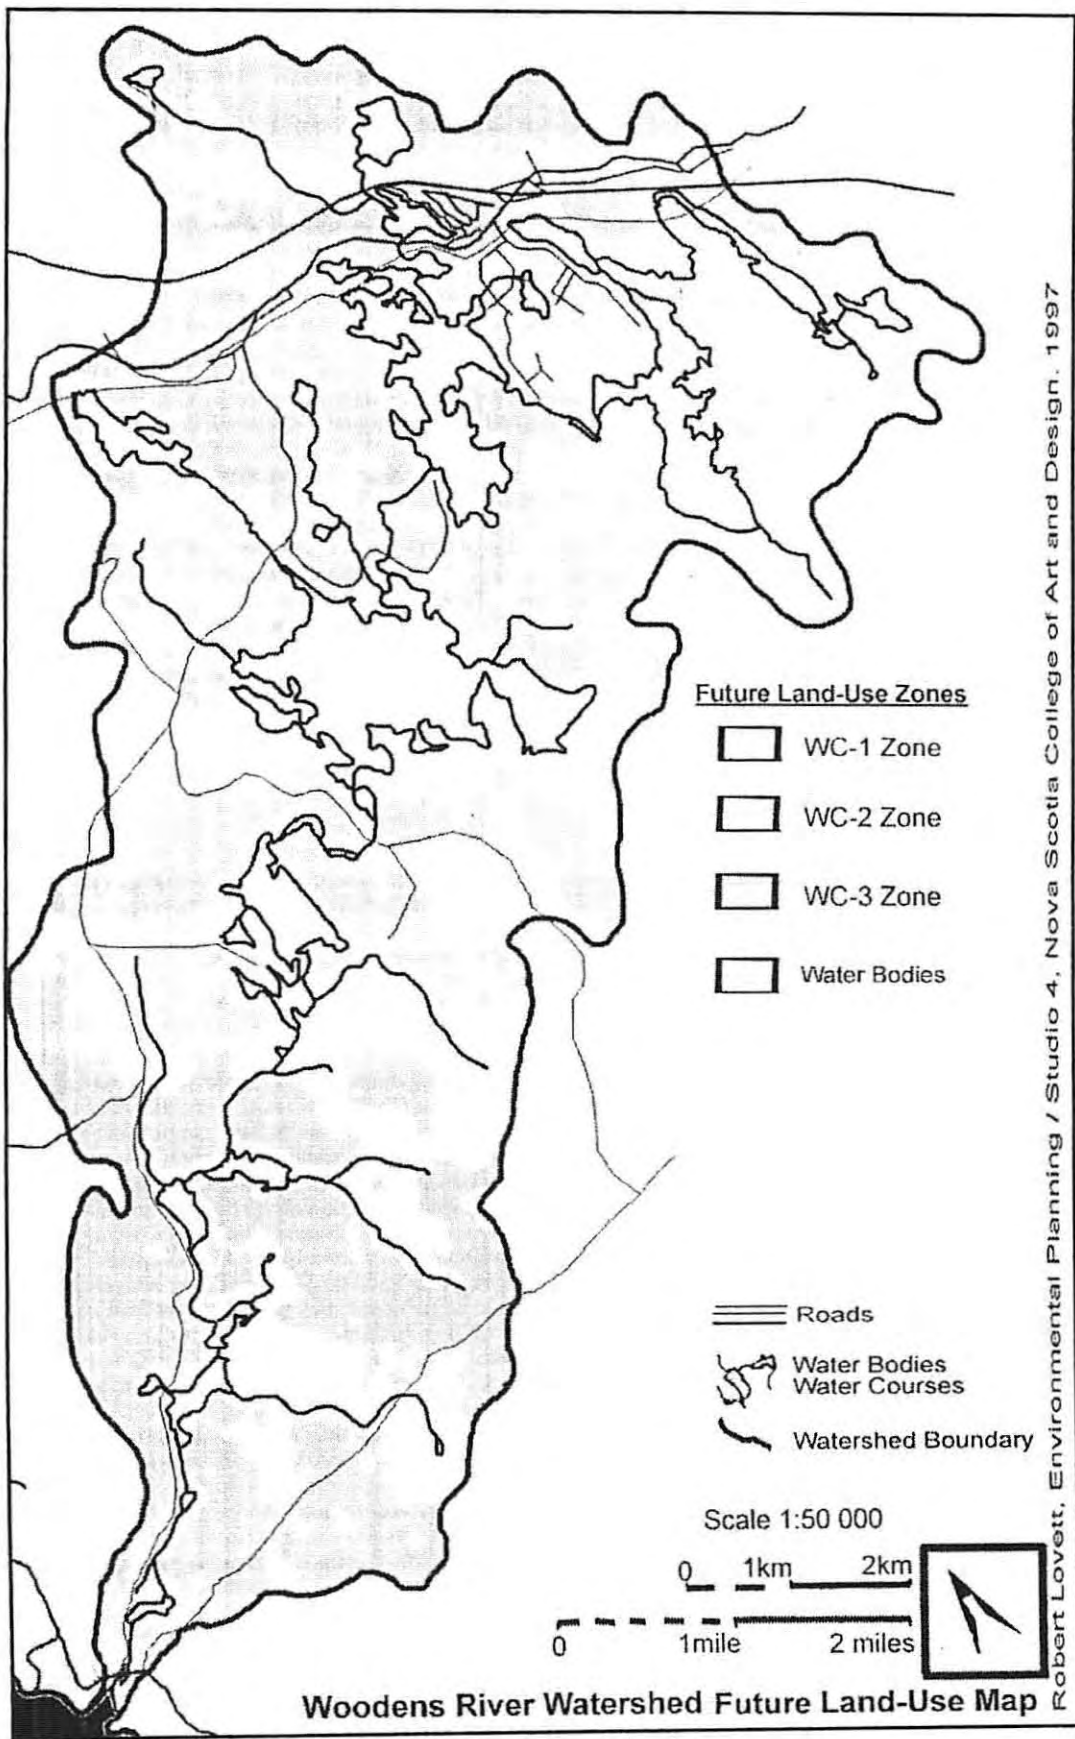 Future Land-Use Zones
WC-1 Zone
WC-2 Zone
WC-3 Zone
Water Bodies
Roads
Water Bodies
Water Courses
Watershed Boundary
Scale 1:50 000
0 1km 2km
0 1mile 2 miles
Woodens River Watershed Future Land-Use Map
Robert Lovett, Environmental Planning / Studio 4, Nova Scotia College of Art and Design. 1997